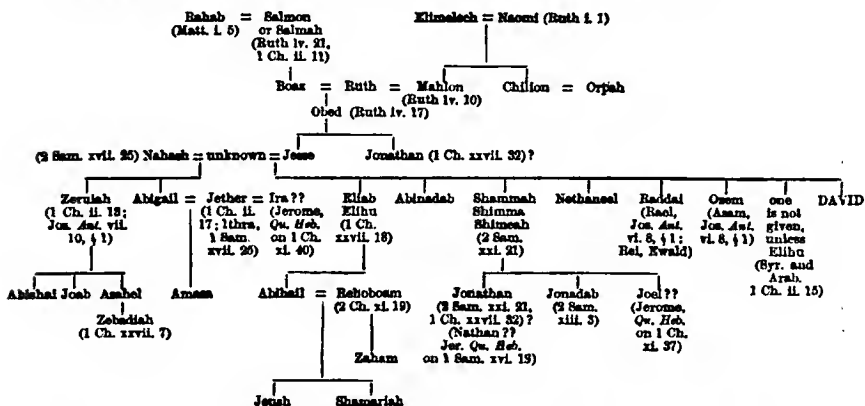 Rahab = Salmon
(Matt. i. 5) or Salmah
(Ruth iv. 21,
1 Ch. ii. 11)
Elimelech = Naomi (Ruth i. 1)
Boaz = Ruth = Mahlon
(Ruth iv. 10)
Chilion = Orpah
Obed (Ruth iv. 17)
(2 Sam. xvii. 25) Nahash = unknown = Jesse
Jonathan (1 Ch. xxvii. 32)?
Zeruiah
(1 Ch. ii. 16;
Jos. Ant. vii.
10, § 1)
Abigail =
Jether =
(1 Ch. ii.
17; Ithra,
2 Sam.
xvii. 25)
Ira??
(Jerome,
Qu. Heb.
on 1 Ch.
xi. 40)
Eliab
Elihu
(1 Ch.
xxvii. 18)
Abinadab
Shammah
Shimma
Shimeah
(2 Sam.
xxi. 21)
Nethaneel
Raddai
(Rael,
Jos. Ant.
vi. 8, § 1;
Rei, Ewald)
Ozem
(Asam,
Jos. Ant.
vi. 8, § 1)
one
is not
given,
unless
Elihu
(Syr. and
Arab.
1 Ch. ii. 15)
DAVID
Abishai Joab Asahel
Zebadiah
(1 Ch. xxvii. 7)
Amasa
Abihail = Rehoboam
(2 Ch. xi. 19)
Zaham
Jonathan
(2 Sam. xxi. 21,
1 Ch. xxvii. 32)?
(Nathan??
Jer. Qu. Heb.
on 1 Sam. xvi. 12)
Jonadab
(2 Sam.
xiii. 3)
Joel??
(Jerome,
Qu. Heb.
on 1 Ch.
xi. 37)
Jeush
Shamariah